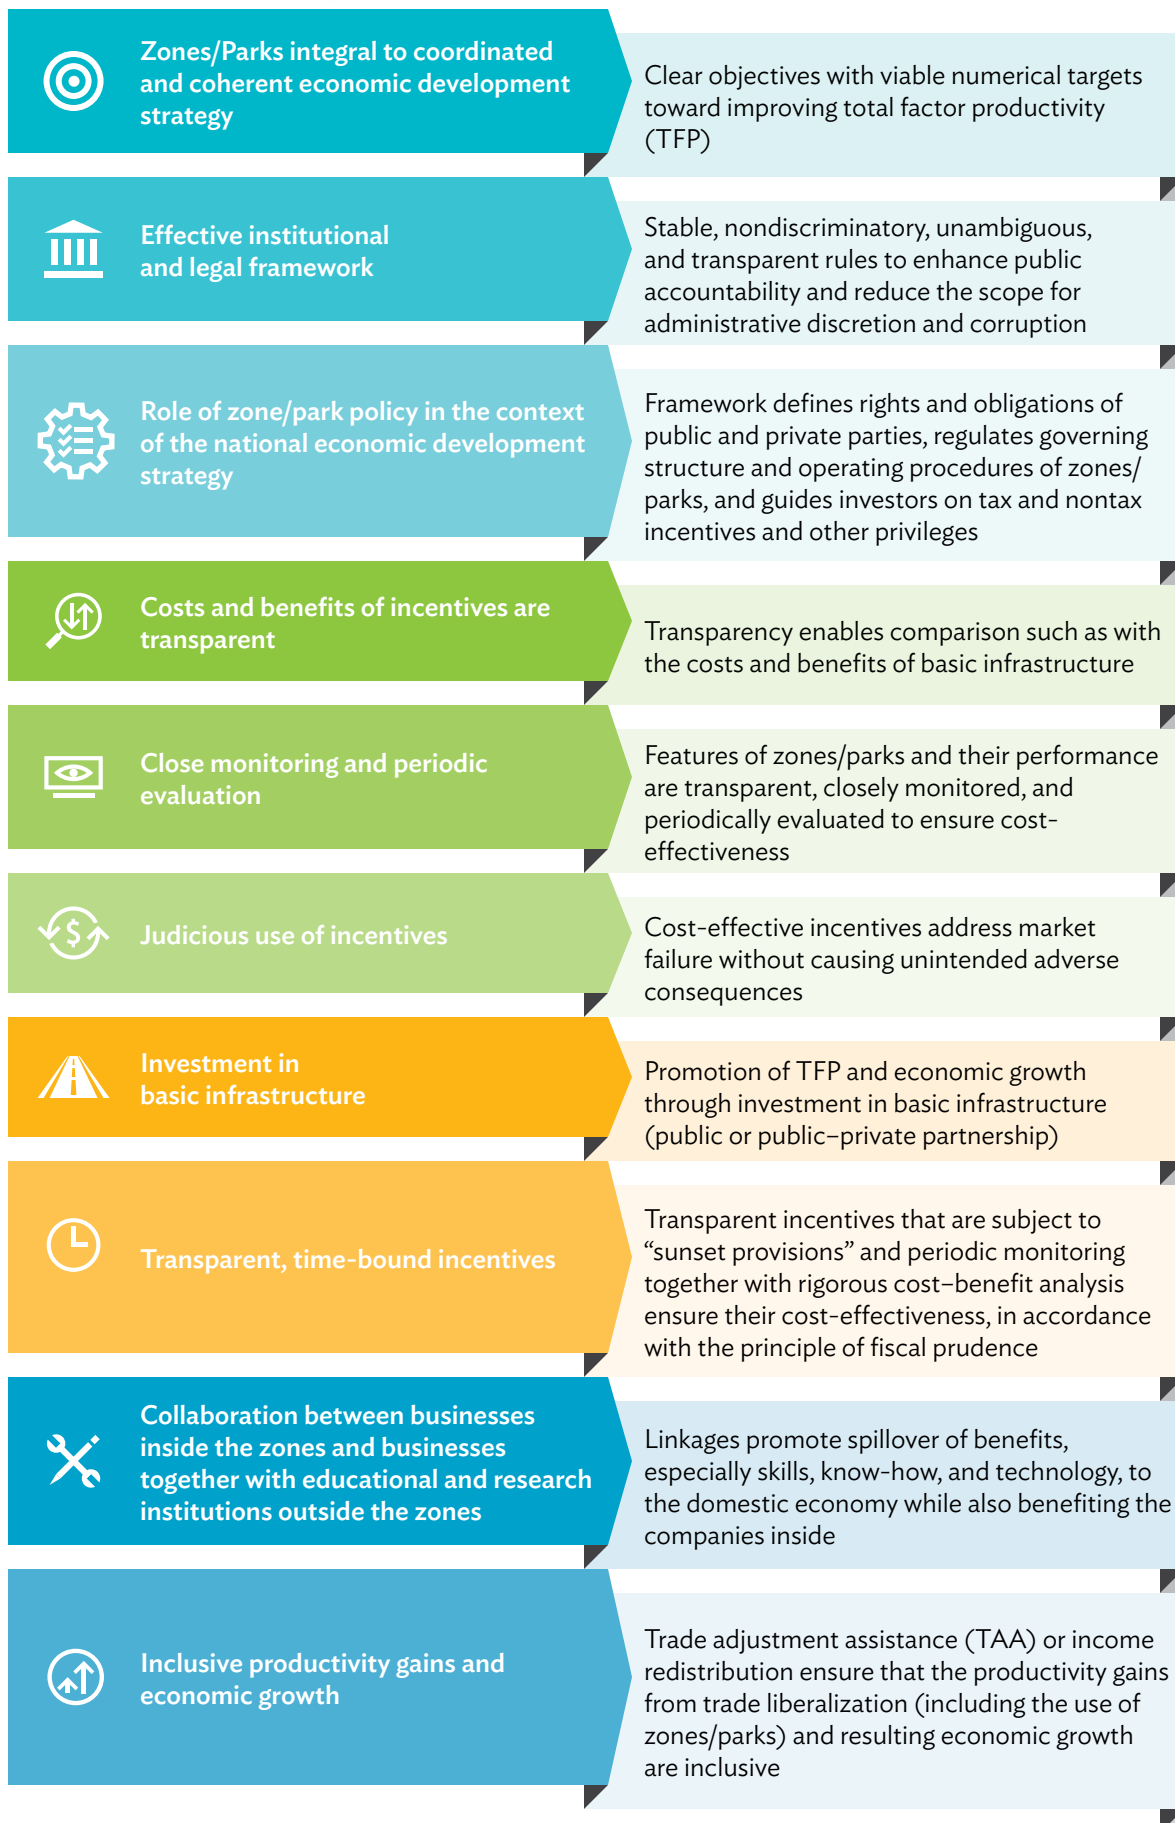 Zones/Parks integral to coordinated
and coherent economic development
strategy
Clear objectives with viable numerical targets
toward improving total factor productivity
(TFP)
Effective institutional
and legal framework
Stable, nondiscriminatory, unambiguous,
and transparent rules to enhance public
accountability and reduce the scope for
administrative discretion and corruption
Role of zone/park policy in the context
of the national economic development
strategy
Framework defines rights and obligations of
public and private parties, regulates governing
structure and operating procedures of zones/
parks, and guides investors on tax and nontax
incentives and other privileges
Costs and benefits of incentives are
transparent
Transparency enables comparison such as with
the costs and benefits of basic infrastructure
Close monitoring and periodic
evaluation
Features of zones/parks and their performance
are transparent, closely monitored, and
periodically evaluated to ensure cost-
effectiveness
Judicious use of incentives
Cost-effective incentives address market
failure without causing unintended adverse
consequences
Investment in
basic infrastructure
Promotion of TFP and economic growth
through investment in basic infrastructure
(public or public–private partnership)
Transparent, time-bound incentives
Transparent incentives that are subject to
“sunset provisions” and periodic monitoring
together with rigorous cost–benefit analysis
ensure their cost-effectiveness, in accordance
with the principle of fiscal prudence
Collaboration between businesses
inside the zones and businesses
together with educational and research
institutions outside the zones
Linkages promote spillover of benefits,
especially skills, know-how, and technology, to
the domestic economy while also benefiting the
companies inside
Inclusive productivity gains and
economic growth
Trade adjustment assistance (TAA) or income
redistribution ensure that the productivity gains
from trade liberalization (including the use of
zones/parks) and resulting economic growth
are inclusive